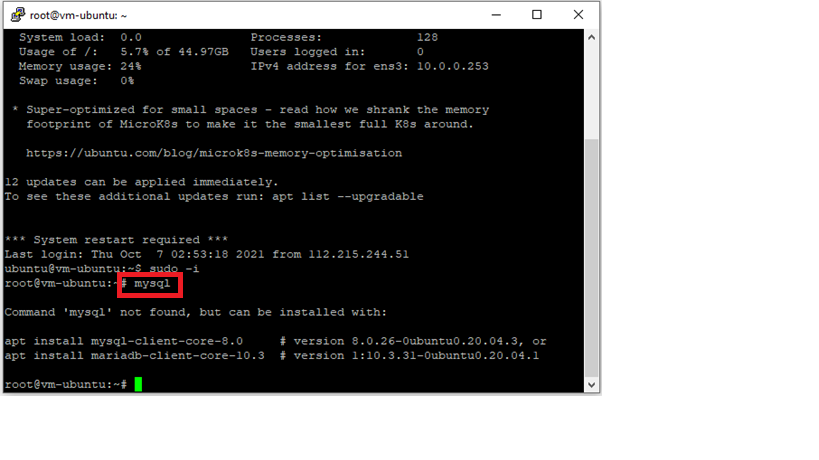 root@vm-ubuntu: ~
System load: 0.0 Processes: 128
Usage of /: 5.7% of 44.97GB Users logged in: 0
Memory usage: 24% IPv4 address for ens3: 10.0.0.253
Swap usage: 0%
* Super-optimized for small spaces - read how we shrank the memory
footprint of MicroK8s to make it the smallest full K8s around.
https://ubuntu.com/blog/microk8s-memory-optimisation
12 updates can be applied immediately.
To see these additional updates run: apt list --upgradable
*** System restart required ***
Last login: Thu Oct 7 02:53:18 2021 from 112.215.244.51
ubuntu@vm-ubuntu:~$ sudo -i
root@vm-ubuntu:~# mysql
Command 'mysql' not found, but can be installed with:
apt install mysql-client-core-8.0 # version 8.0.26-0ubuntu0.20.04.3, or
apt install mariadb-client-core-10.3 # version 1:10.3.31-0ubuntu0.20.04.1
root@vm-ubuntu:~#